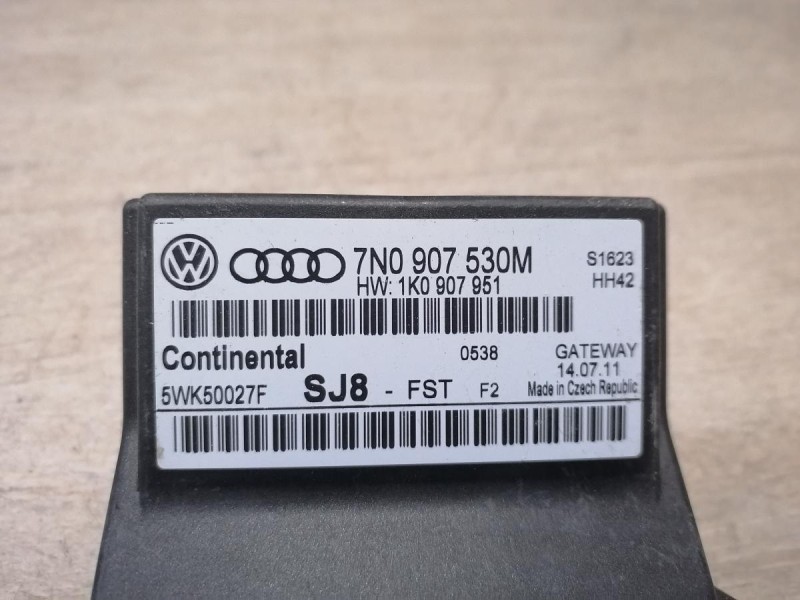 7N0 907 530M S1623
HW: 1K0 907 951 HH42
Continental 0538 GATEWAY
14.07.11
5WK50027F SJ8 - FST F2 Made in Czech Republic